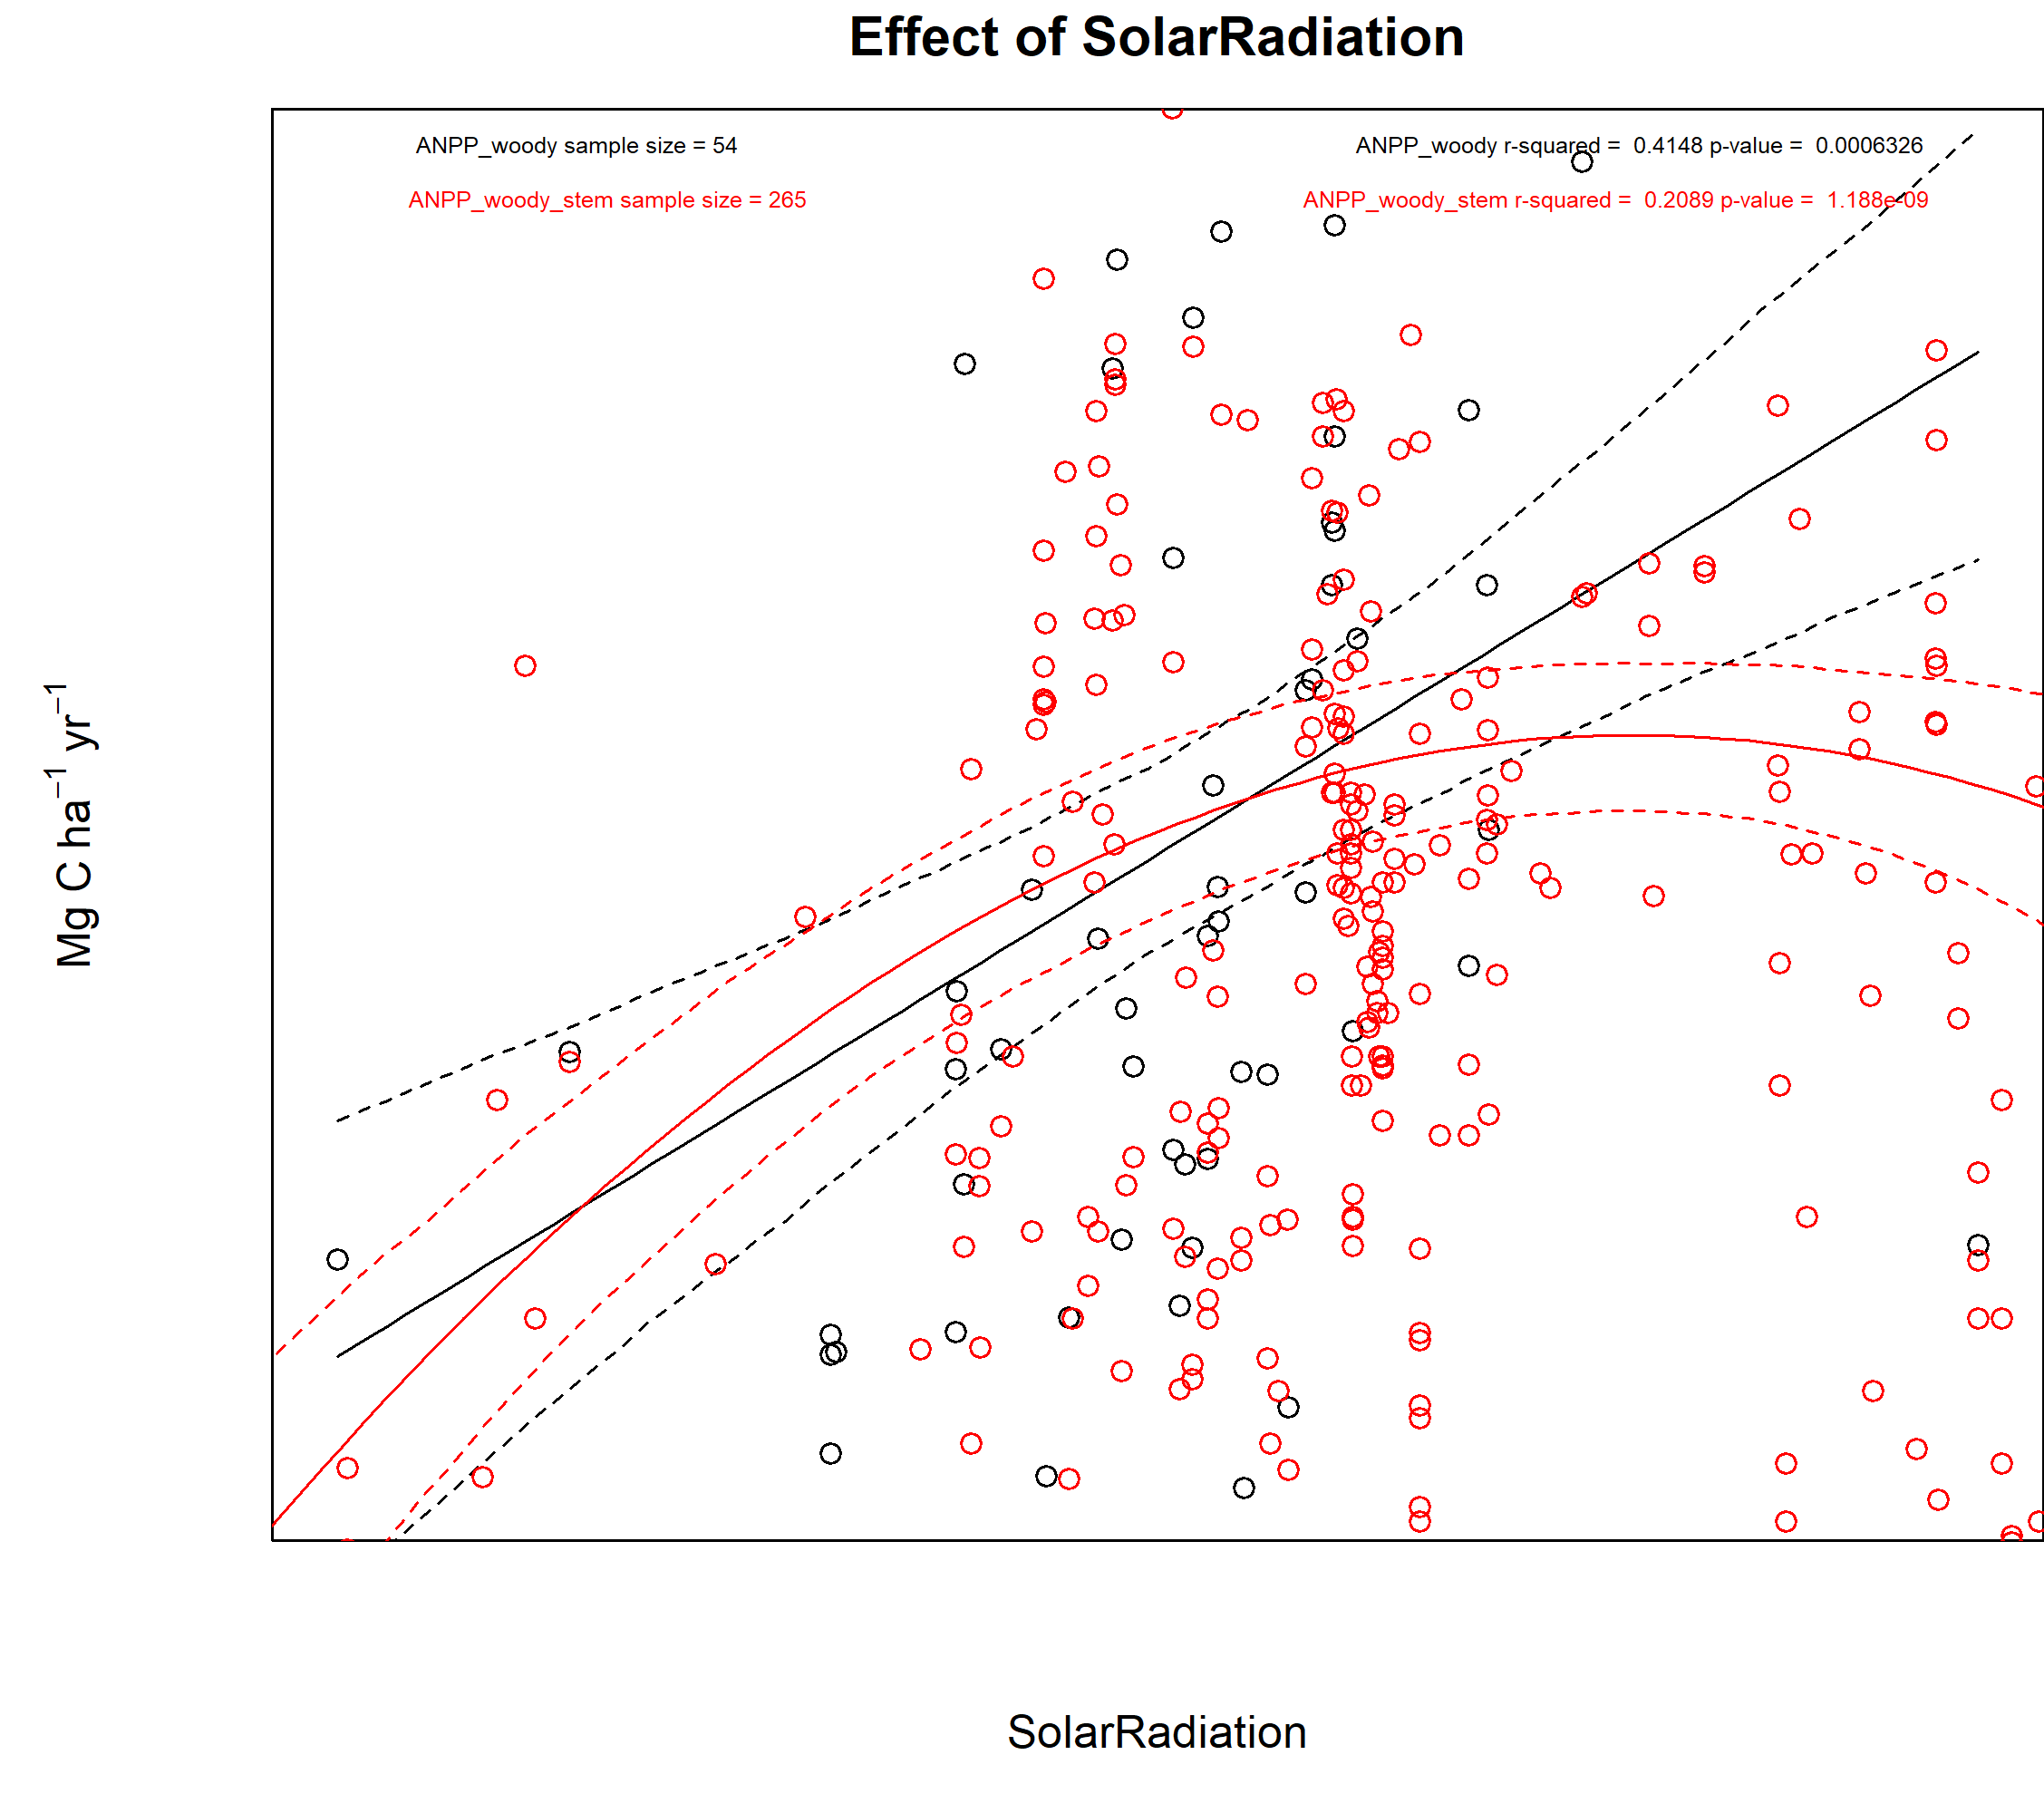 Effect of SolarRadiation
ANPP_woody sample size = 54
ANPP_woody r-squared = 0.4148 p-value = 0.0006326
ANPP_woody_stem sample size = 265
ANPP_woody_stem r-squared = 0.2089 p-value = 1.188e-09
Mg C ha⁻¹ yr⁻¹
SolarRadiation